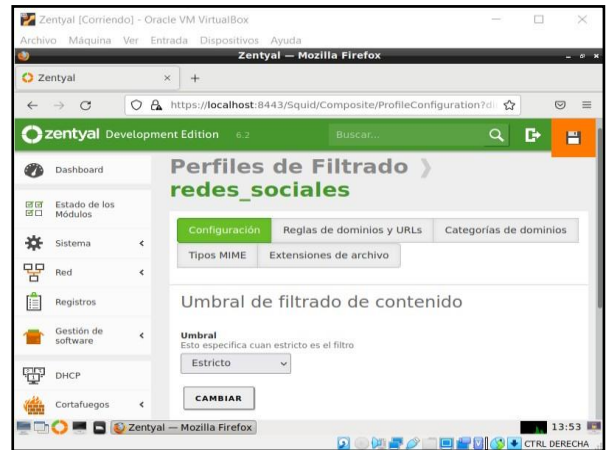 Zentyal [Corriendo] - Oracle VM VirtualBox
Archivo Máquina Ver Entrada Dispositivos Ayuda
Zentyal — Mozilla Firefox
Zentyal
https://localhost:8443/Squid/Composite/ProfileConfiguration?di
zentyal Development Edition 6.2 Buscar...
Dashboard
Estado de los
Módulos
Sistema
Red
Registros
Gestión de
software
DHCP
Cortafuegos
Perfiles de Filtrado
redes_sociales
Configuración Reglas de dominios y URLs Categorías de dominios
Tipos MIME Extensiones de archivo
Umbral de filtrado de contenido
Umbral
Esto especifica cuan estricto es el filtro
Estricto
CAMBIAR
Zentyal — Mozilla Firefox 13:53
CTRL DERECHA